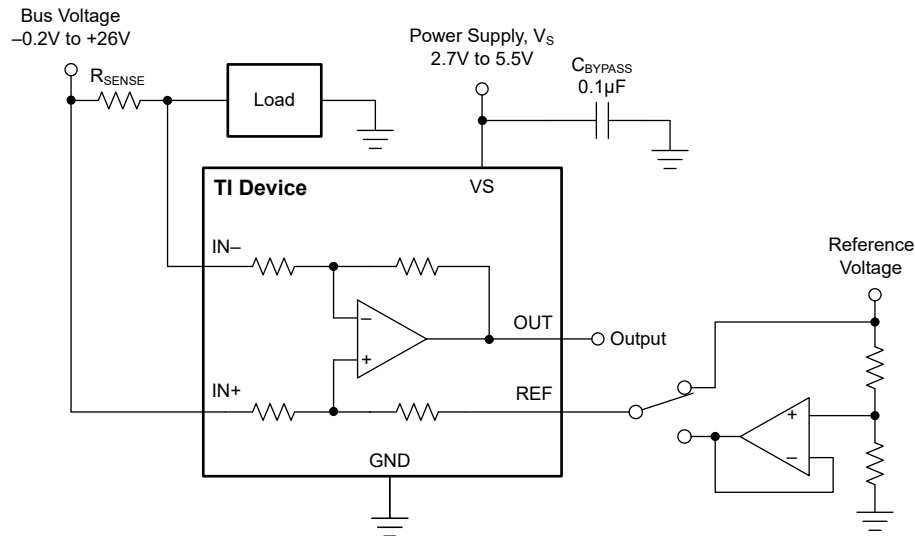 Bus Voltage
–0.2V to +26V
RSENSE
Load
Power Supply, VS
2.7V to 5.5V
CBYPASS
0.1µF
TI Device
VS
IN–
–
+
OUT
Output
IN+
REF
GND
Reference
Voltage
+
–